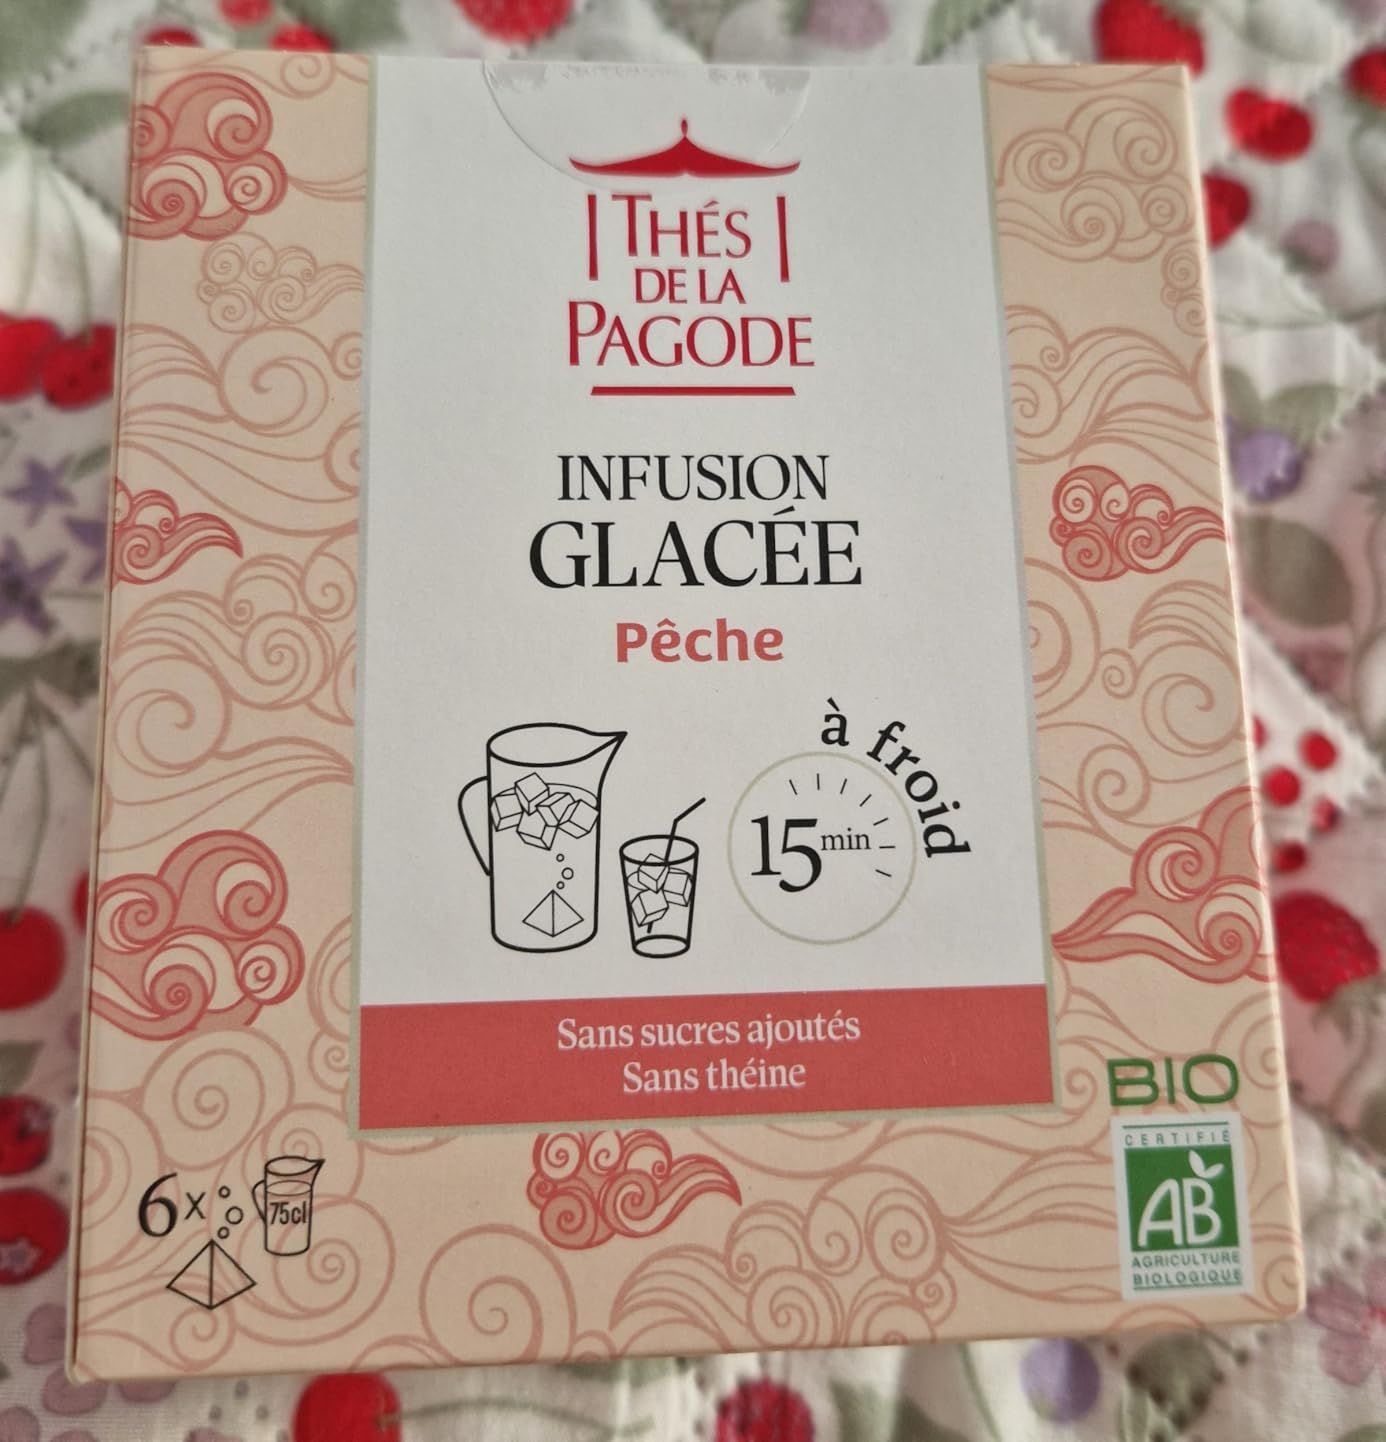 THÉS
DE LA
PAGODE
INFUSION
GLACÉE
Pêche
à froid
15 min
Sans sucres ajoutés
Sans théine
6x
75cl
BIO
CERTIFIÉ
AB
AGRICULTURE
BIOLOGIQUE